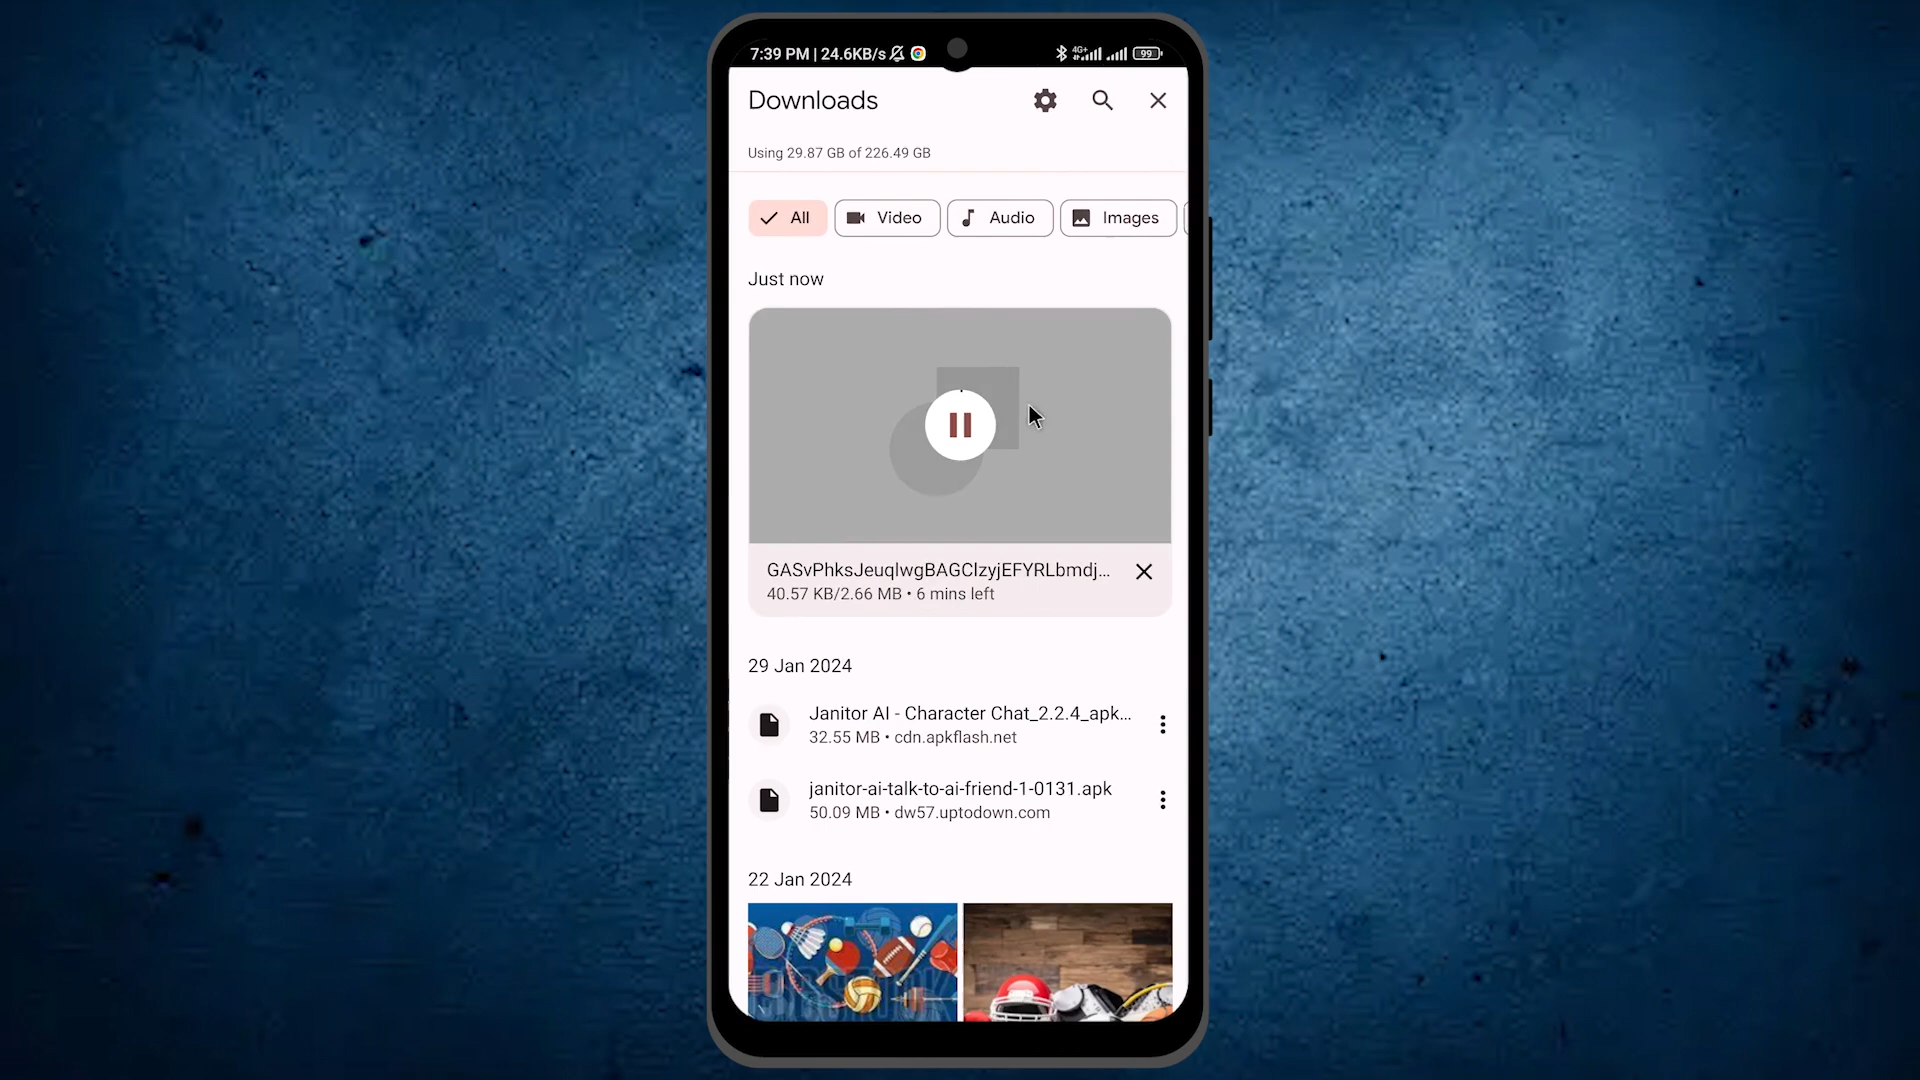 7:39 PM | 24.6KB/s
4G+
99
Downloads
Using 29.87 GB of 226.49 GB
All
Video
Audio
Images
Just now
GASvPhksJeuqlwgBAGClzyjEFYRLbmdj...
40.57 KB/2.66 MB • 6 mins left
29 Jan 2024
Janitor AI - Character Chat_2.2.4_apk...
32.55 MB • cdn.apkflash.net
janitor-ai-talk-to-ai-friend-1-0131.apk
50.09 MB • dw57.uptodown.com
22 Jan 2024